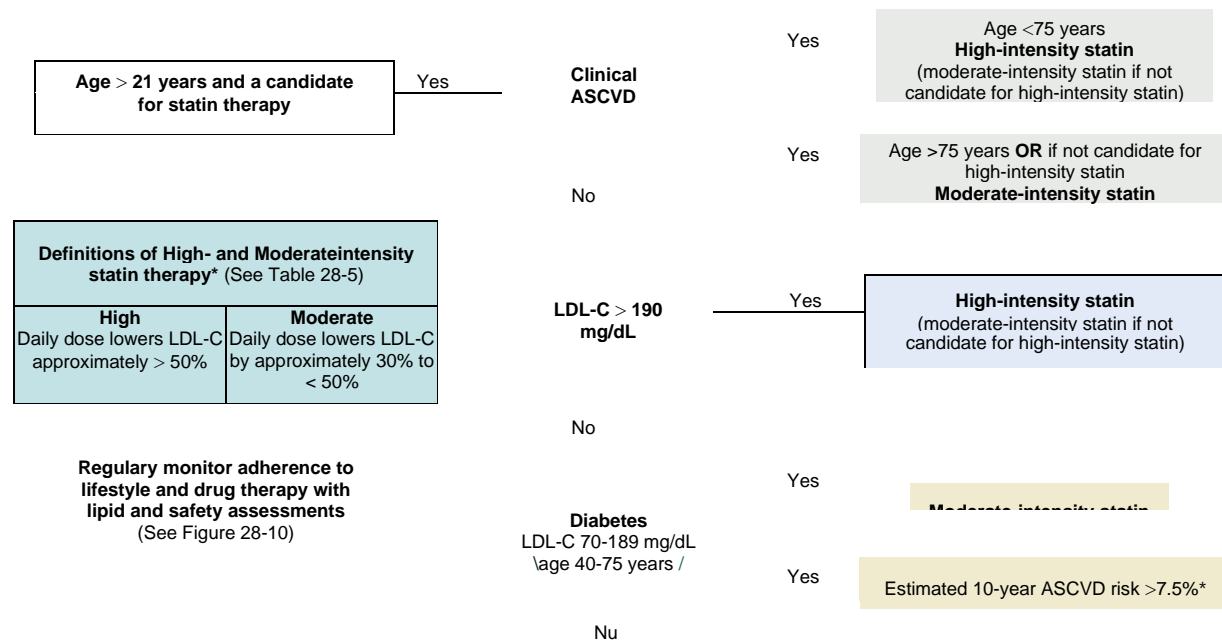 Yes
Age <75 years
High-intensity statin
(moderate-intensity statin if not
candidate for high-intensity statin)
Age > 21 years and a candidate
for statin therapy
Yes
Clinical
ASCVD
Yes
Age >75 years OR if not candidate for
high-intensity statin
Moderate-intensity statin
No
Definitions of High- and Moderateintensity
statin therapy* (See Table 28-5)
High
Daily dose lowers LDL-C
approximately > 50%
Moderate
Daily dose lowers LDL-C
by approximately 30% to
< 50%
LDL-C > 190
mg/dL
Yes
High-intensity statin
(moderate-intensity statin if not
candidate for high-intensity statin)
No
Regulary monitor adherence to
lifestyle and drug therapy with
lipid and safety assessments
(See Figure 28-10)
Yes
Moderate-intensity statin
Diabetes
LDL-C 70-189 mg/dL
\age 40-75 years /
Yes
Estimated 10-year ASCVD risk >7.5%*
Nu